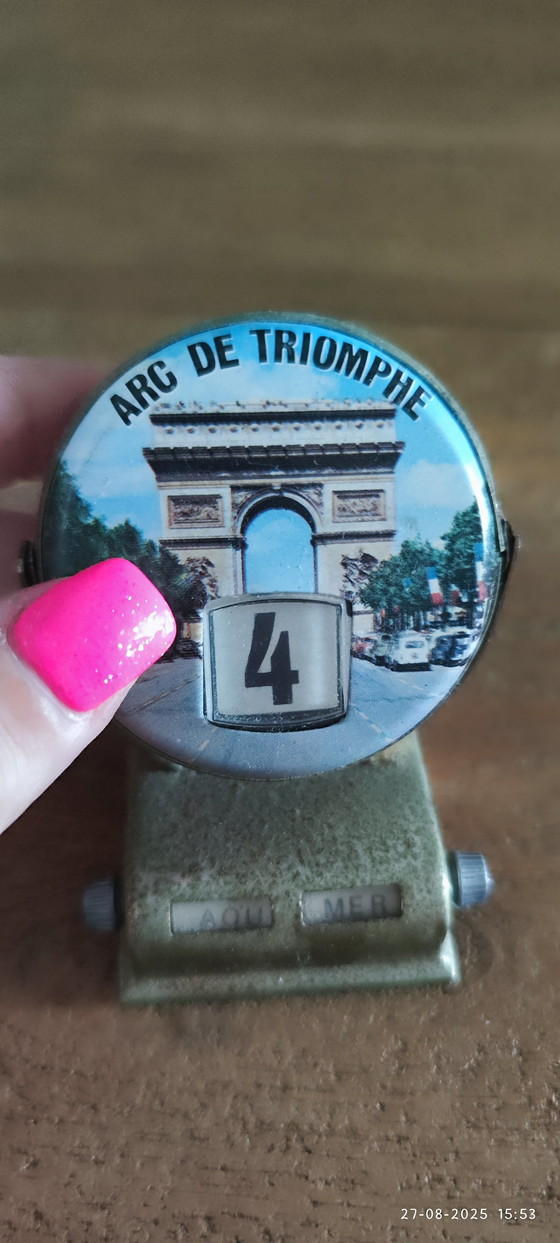 ARC DE TRIOMPHE
4
AOU MER
27-08-2025 15:53